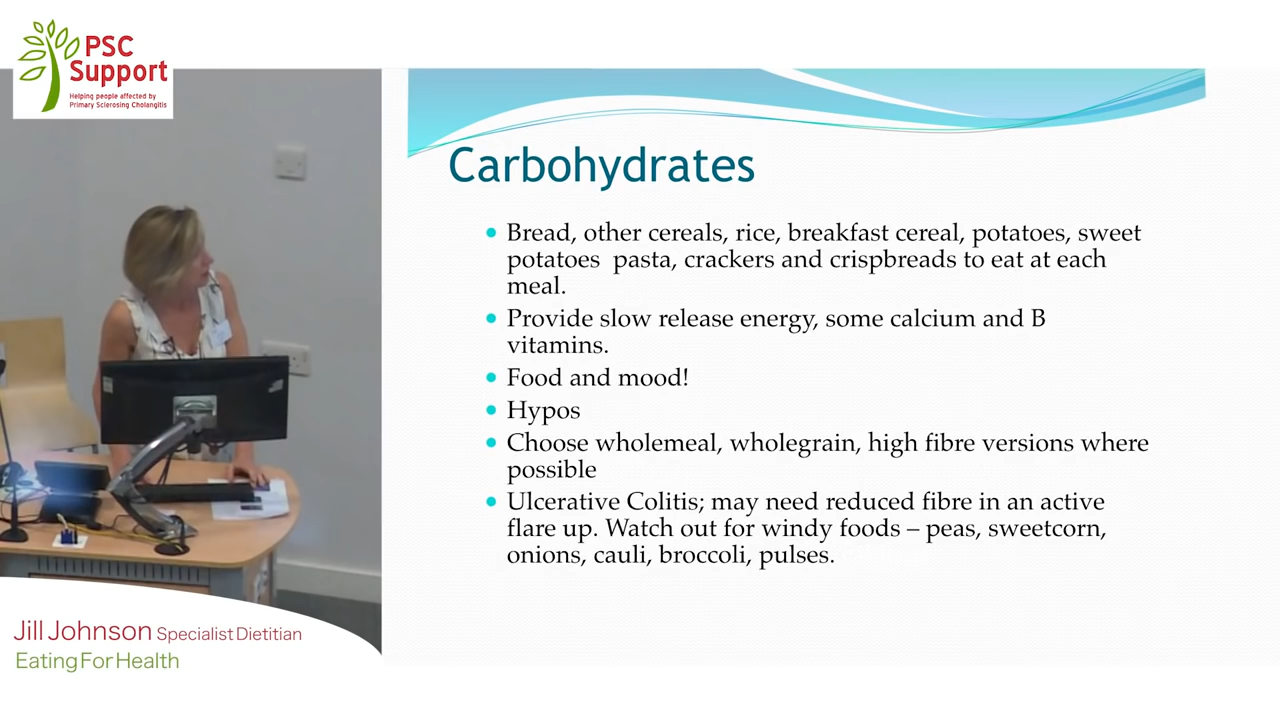 PSC
Support
Helping people affected by
Primary Sclerosing Cholangitis
Carbohydrates
Bread, other cereals, rice, breakfast cereal, potatoes, sweet
potatoes pasta, crackers and crispbreads to eat at each
meal.
Provide slow release energy, some calcium and B
vitamins.
Food and mood!
Hypos
Choose wholemeal, wholegrain, high fibre versions where
possible
Ulcerative Colitis; may need reduced fibre in an active
flare up. Watch out for windy foods – peas, sweetcorn,
onions, cauli, broccoli, pulses.
Jill Johnson Specialist Dietitian
Eating For Health